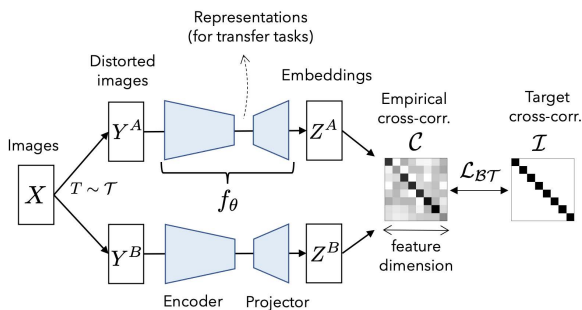 Representations
(for transfer tasks)
Distorted
images
Embeddings
Empirical
cross-corr.
Target
cross-corr.
Images
Y^A
Z^A
𝒞
ℐ
X
T ~ 𝒯
f_θ
ℒ_ℬ𝒯
Y^B
Z^B
feature
dimension
Encoder
Projector